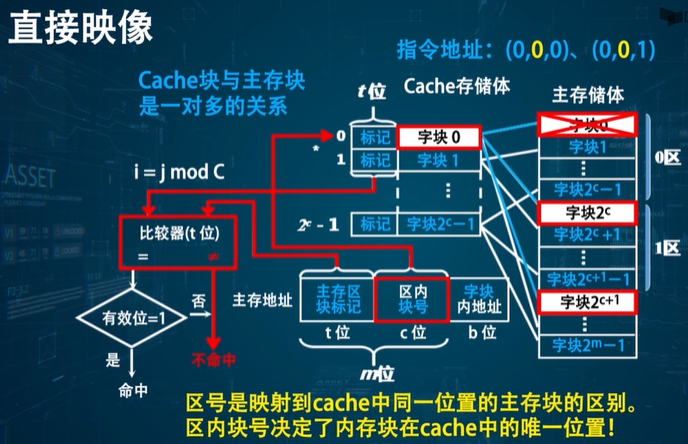 直接映像
指令地址：(0,0,0)、(0,0,1)
Cache块与主存块
是一对多的关系
i = j mod C
t位
Cache存储体
主存储体
0
标记
字块 0
*
1
标记
字块 1
2ᶜ - 1
标记
字块2ᶜ－1
字块0
字块1
字块2ᶜ－1
字块2ᶜ
字块2ᶜ +1
字块2ᶜ⁺¹－1
字块2ᶜ⁺¹
字块2ᵐ－1
0区
1区
ASSET
比较器(t 位)
=
≠
有效位=1
否
是
命中
不命中
主存地址
主存区
块标记
区内
块号
字块
内地址
t 位
c 位
b 位
m位
区号是映射到cache中同一位置的主存块的区别。
区内块号决定了内存块在cache中的唯一位置！